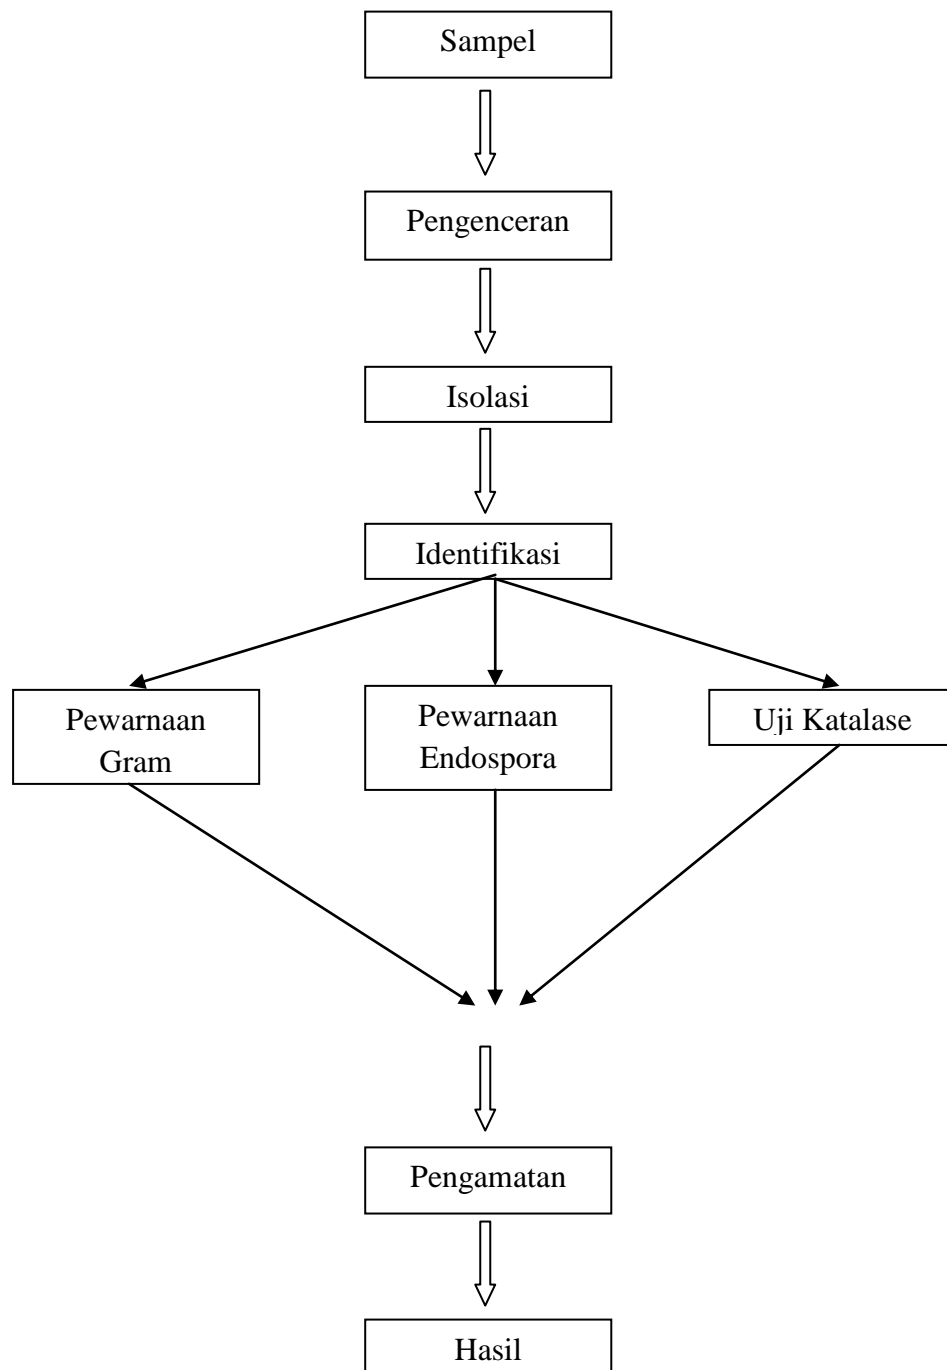 Sampel
Pengenceran
Isolasi
Identifikasi
Pewarnaan
Gram
Pewarnaan
Endospora
Uji Katalase
Pengamatan
Hasil